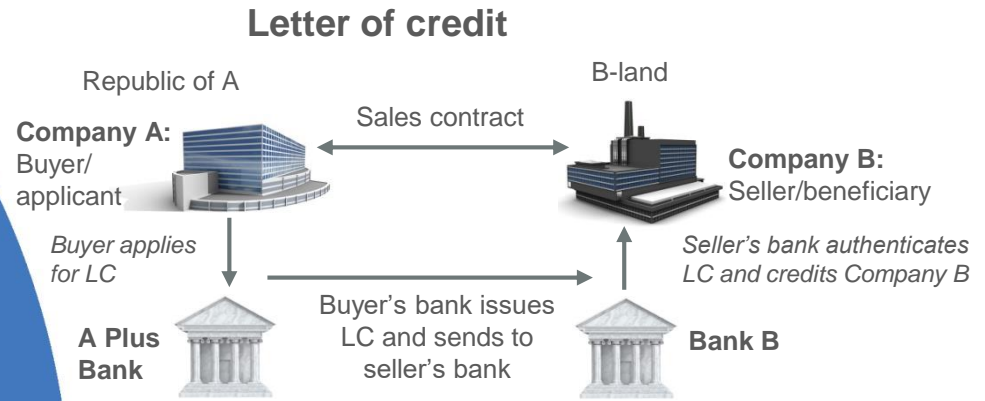 Letter of credit
Republic of A
B-land
Company A:
Buyer/
applicant
Sales contract
Company B:
Seller/beneficiary
Buyer applies
for LC
Seller's bank authenticates
LC and credits Company B
Buyer's bank issues
LC and sends to
seller's bank
A Plus
Bank
Bank B